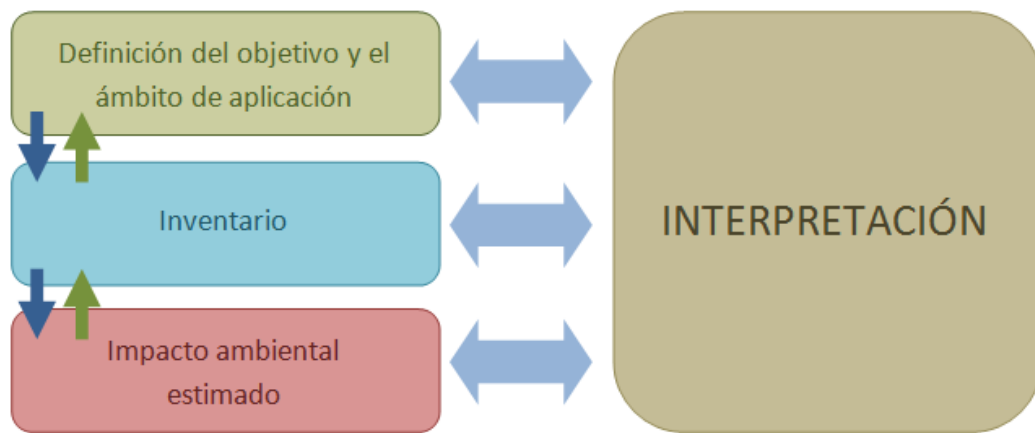 Definición del objetivo y el
ámbito de aplicación
Inventario
Impacto ambiental
estimado
INTERPRETACIÓN